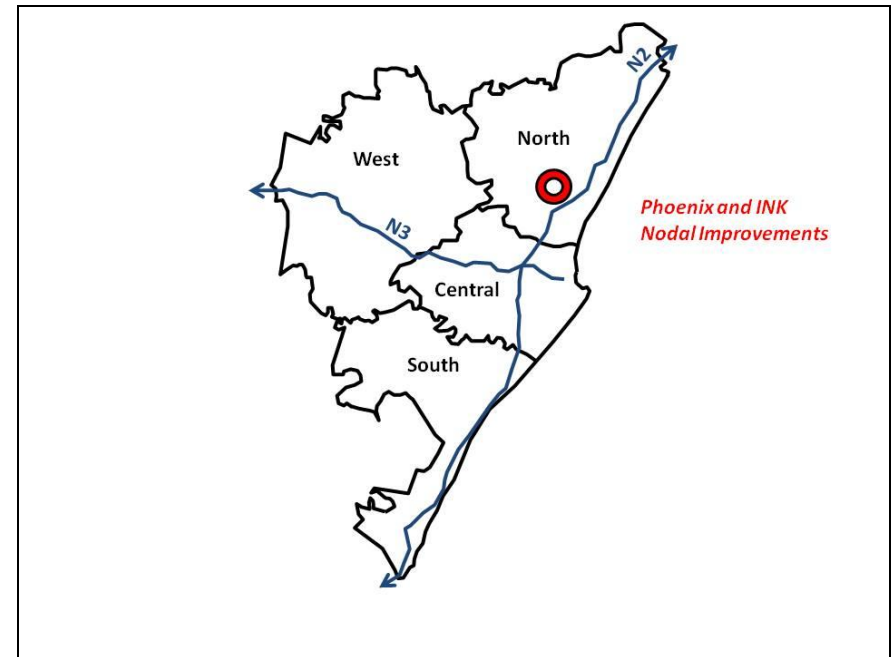 N2
North
West
Phoenix and INK
Nodal Improvements
N3
Central
South